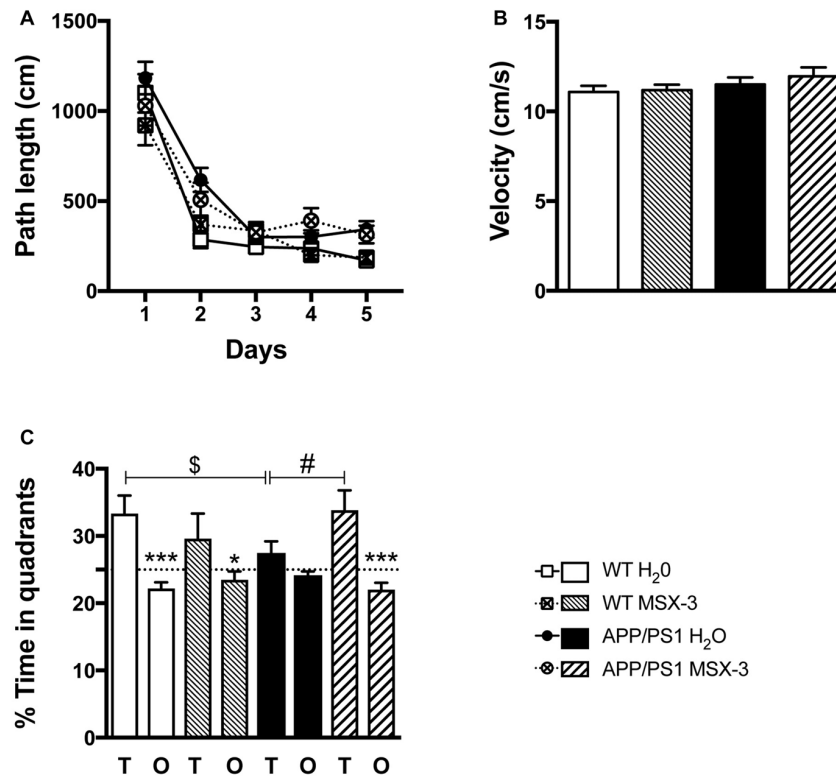 A
Path length (cm)
1500
1000
500
0
1 2 3 4 5
Days
B
Velocity (cm/s)
15
10
5
0
C
% Time in quadrants
40
30
20
10
0
$ #
*** * ***
T O T O T O T O
WT H₂0
WT MSX-3
APP/PS1 H₂O
APP/PS1 MSX-3